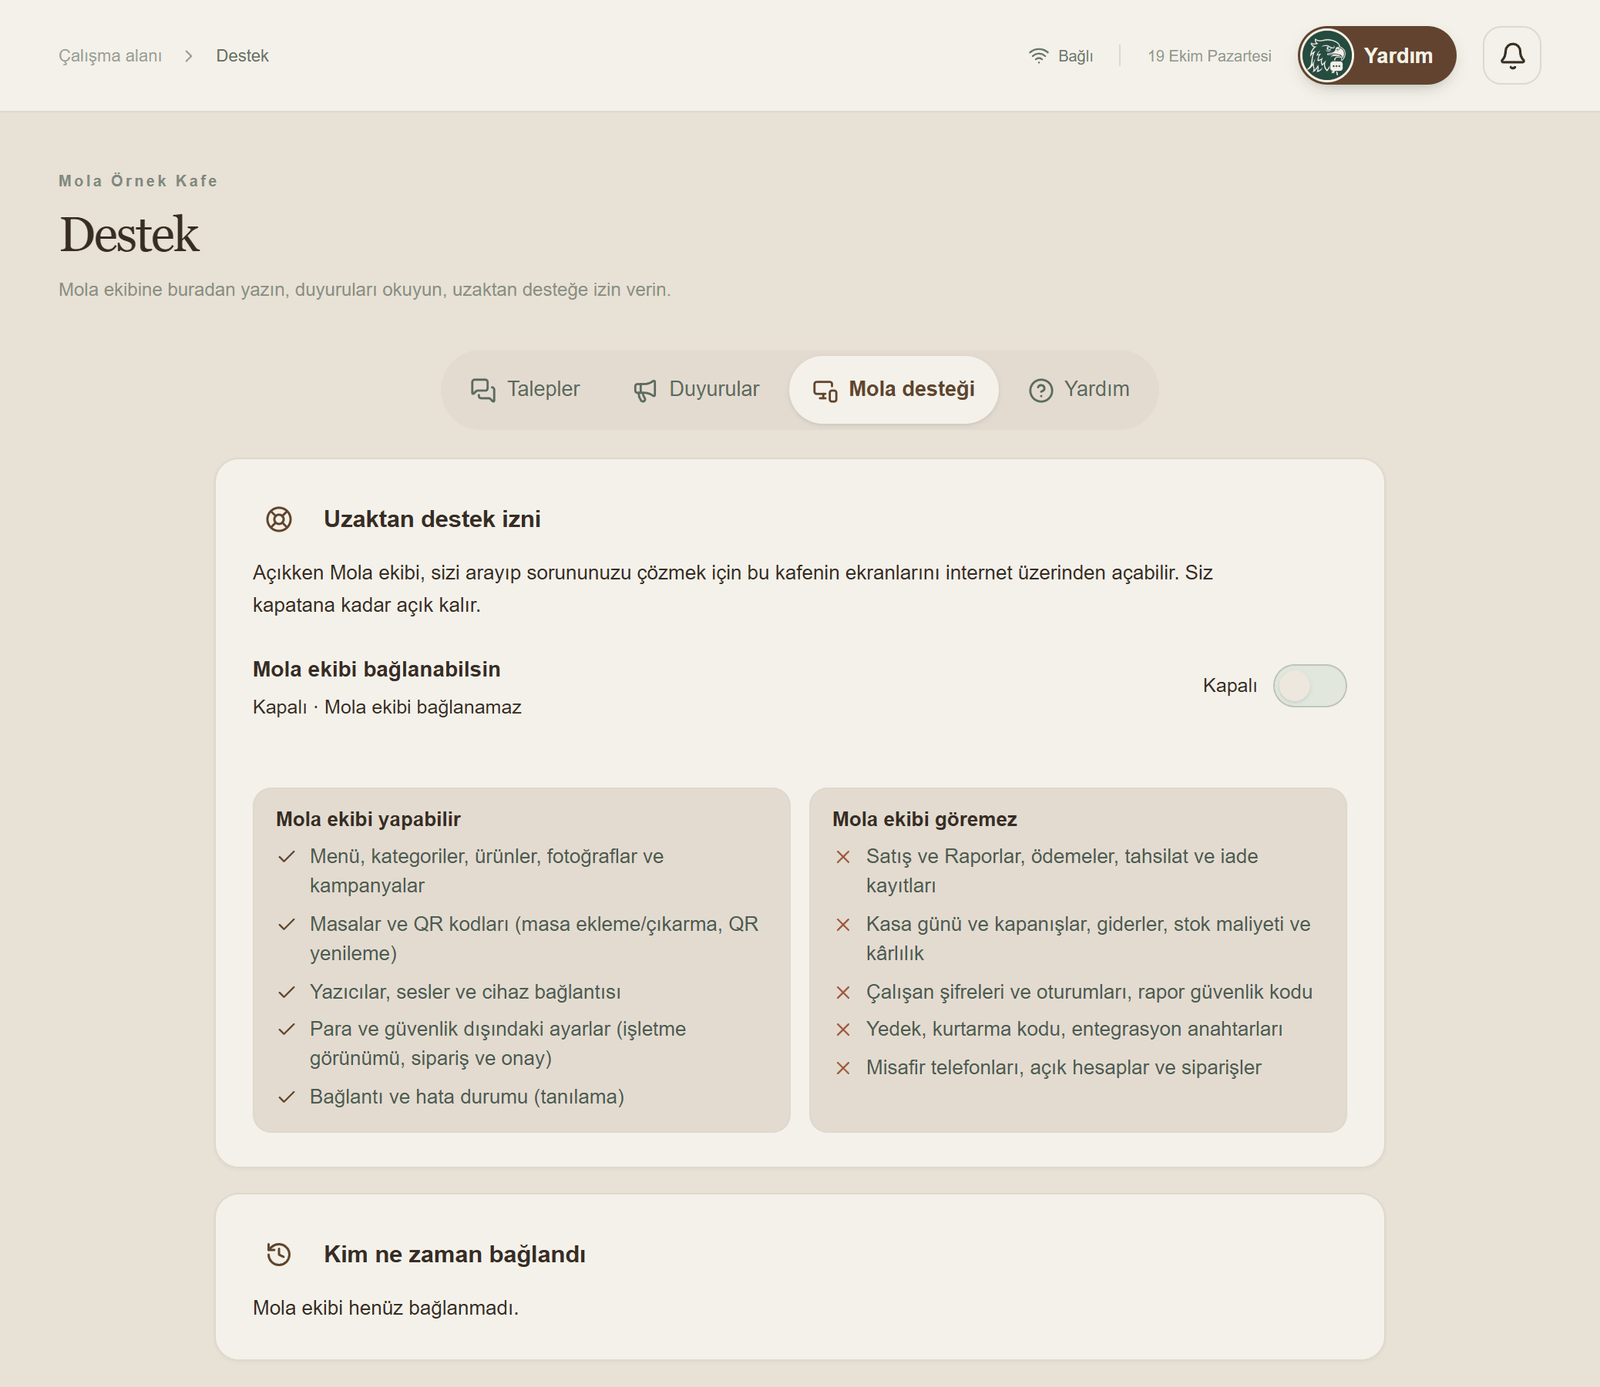 Çalışma alanı
Destek
Bağlı
19 Ekim Pazartesi
Yardım
Mola Örnek Kafe
Destek
Mola ekibine buradan yazın, duyuruları okuyun, uzaktan desteğe izin verin.
Talepler
Duyurular
Mola desteği
Yardım
Uzaktan destek izni
Açıkken Mola ekibi, sizi arayıp sorununuzu çözmek için bu kafenin ekranlarını internet üzerinden açabilir. Siz
kapatana kadar açık kalır.
Mola ekibi bağlanabilsin
Kapalı · Mola ekibi bağlanamaz
Kapalı
Mola ekibi yapabilir
Menü, kategoriler, ürünler, fotoğraflar ve
kampanyalar
Masalar ve QR kodları (masa ekleme/çıkarma, QR
yenileme)
Yazıcılar, sesler ve cihaz bağlantısı
Para ve güvenlik dışındaki ayarlar (işletme
görünümü, sipariş ve onay)
Bağlantı ve hata durumu (tanılama)
Mola ekibi göremez
Satış ve Raporlar, ödemeler, tahsilat ve iade
kayıtları
Kasa günü ve kapanışlar, giderler, stok maliyeti ve
kârlılık
Çalışan şifreleri ve oturumları, rapor güvenlik kodu
Yedek, kurtarma kodu, entegrasyon anahtarları
Misafir telefonları, açık hesaplar ve siparişler
Kim ne zaman bağlandı
Mola ekibi henüz bağlanmadı.